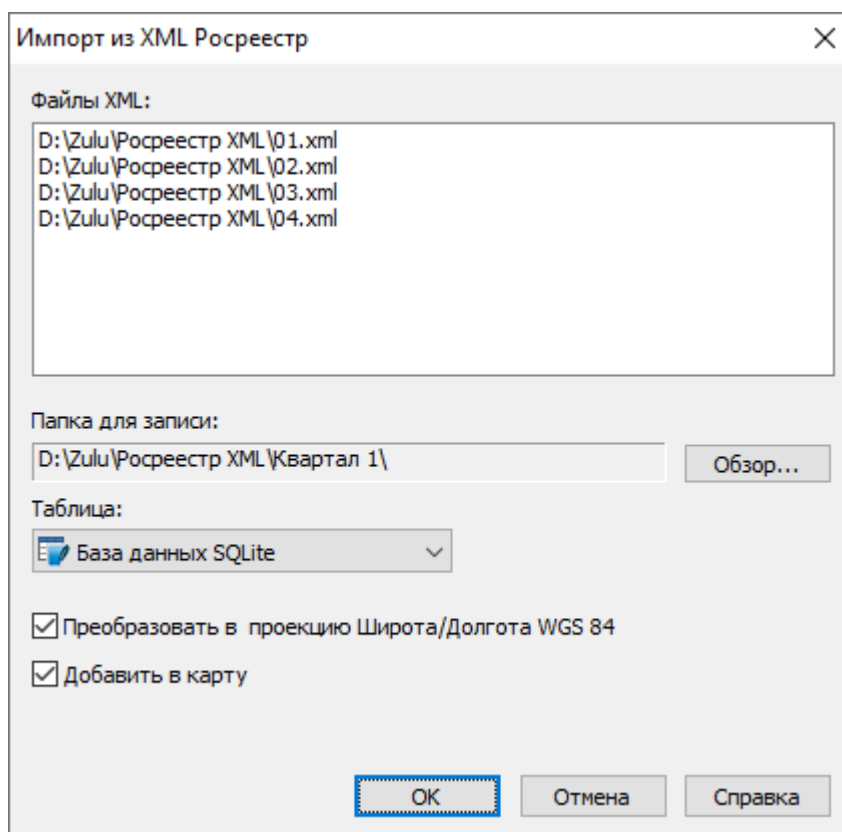 Импорт из XML Росреестр
Файлы XML:
D:\Zulu\Росреестр XML\01.xml
D:\Zulu\Росреестр XML\02.xml
D:\Zulu\Росреестр XML\03.xml
D:\Zulu\Росреестр XML\04.xml
Папка для записи:
D:\Zulu\Росреестр XML\Квартал 1\
Обзор...
Таблица:
База данных SQLite
Преобразовать в  проекцию Широта/Долгота WGS 84
Добавить в карту
OK
Отмена
Справка